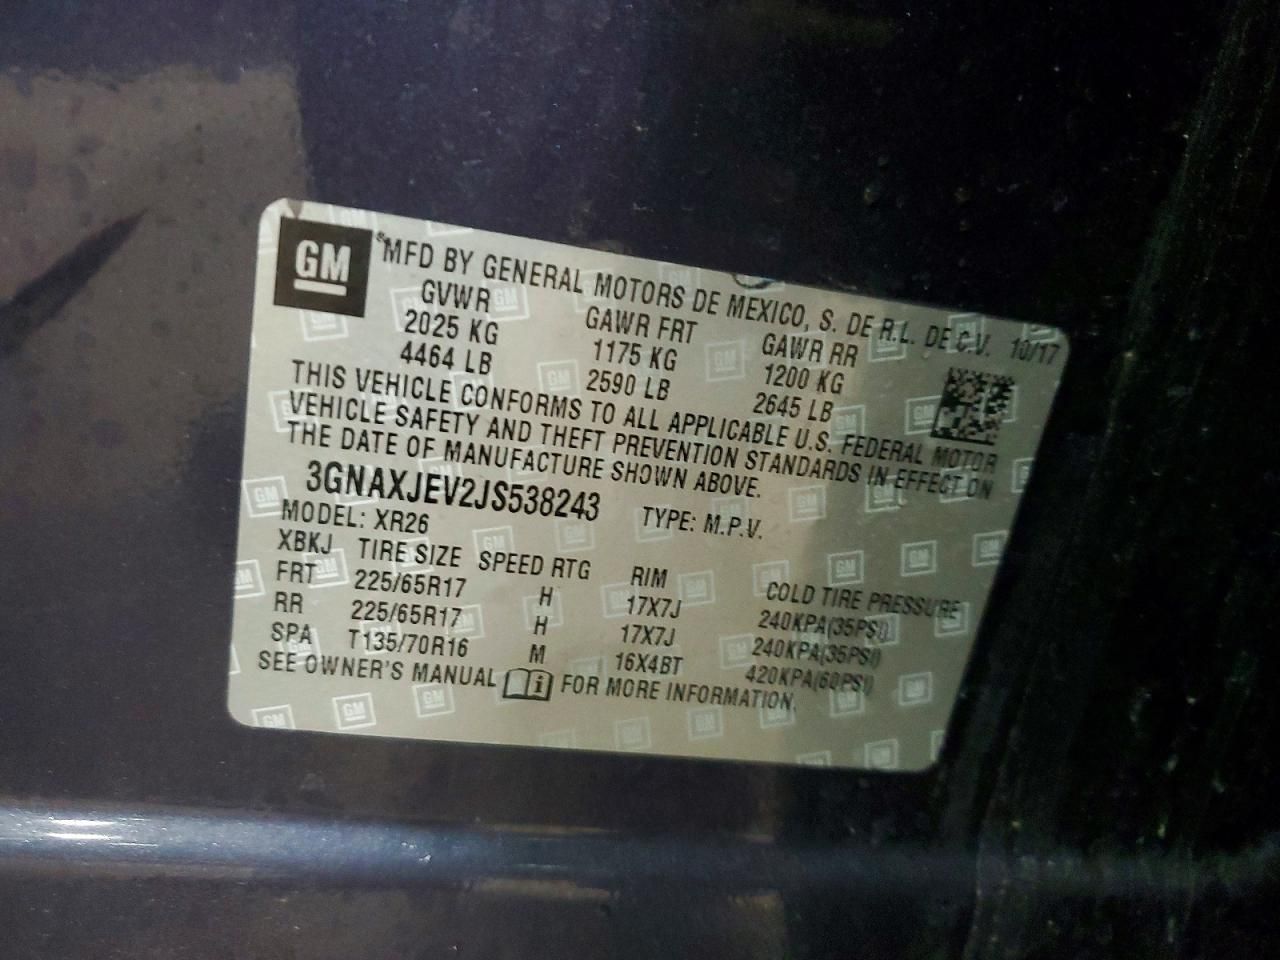 GM
®MFD BY GENERAL MOTORS DE MEXICO, S. DE R.L. DE C.V. 10/17
GVWR GAWR FRT GAWR RR
2025 KG 1175 KG 1200 KG
4464 LB 2590 LB 2645 LB
THIS VEHICLE CONFORMS TO ALL APPLICABLE U.S. FEDERAL MOTOR
VEHICLE SAFETY AND THEFT PREVENTION STANDARDS IN EFFECT ON
THE DATE OF MANUFACTURE SHOWN ABOVE.
3GNAXJEV2JS538243 TYPE: M.P.V.
MODEL: XR26
XBKJ TIRE SIZE SPEED RTG RIM COLD TIRE PRESSURE
FRT 225/65R17 H 17X7J 240KPA(35PSI)
RR 225/65R17 H 17X7J 240KPA(35PSI)
SPA T135/70R16 M 16X4BT 420KPA(60PSI)
SEE OWNER'S MANUAL i FOR MORE INFORMATION.